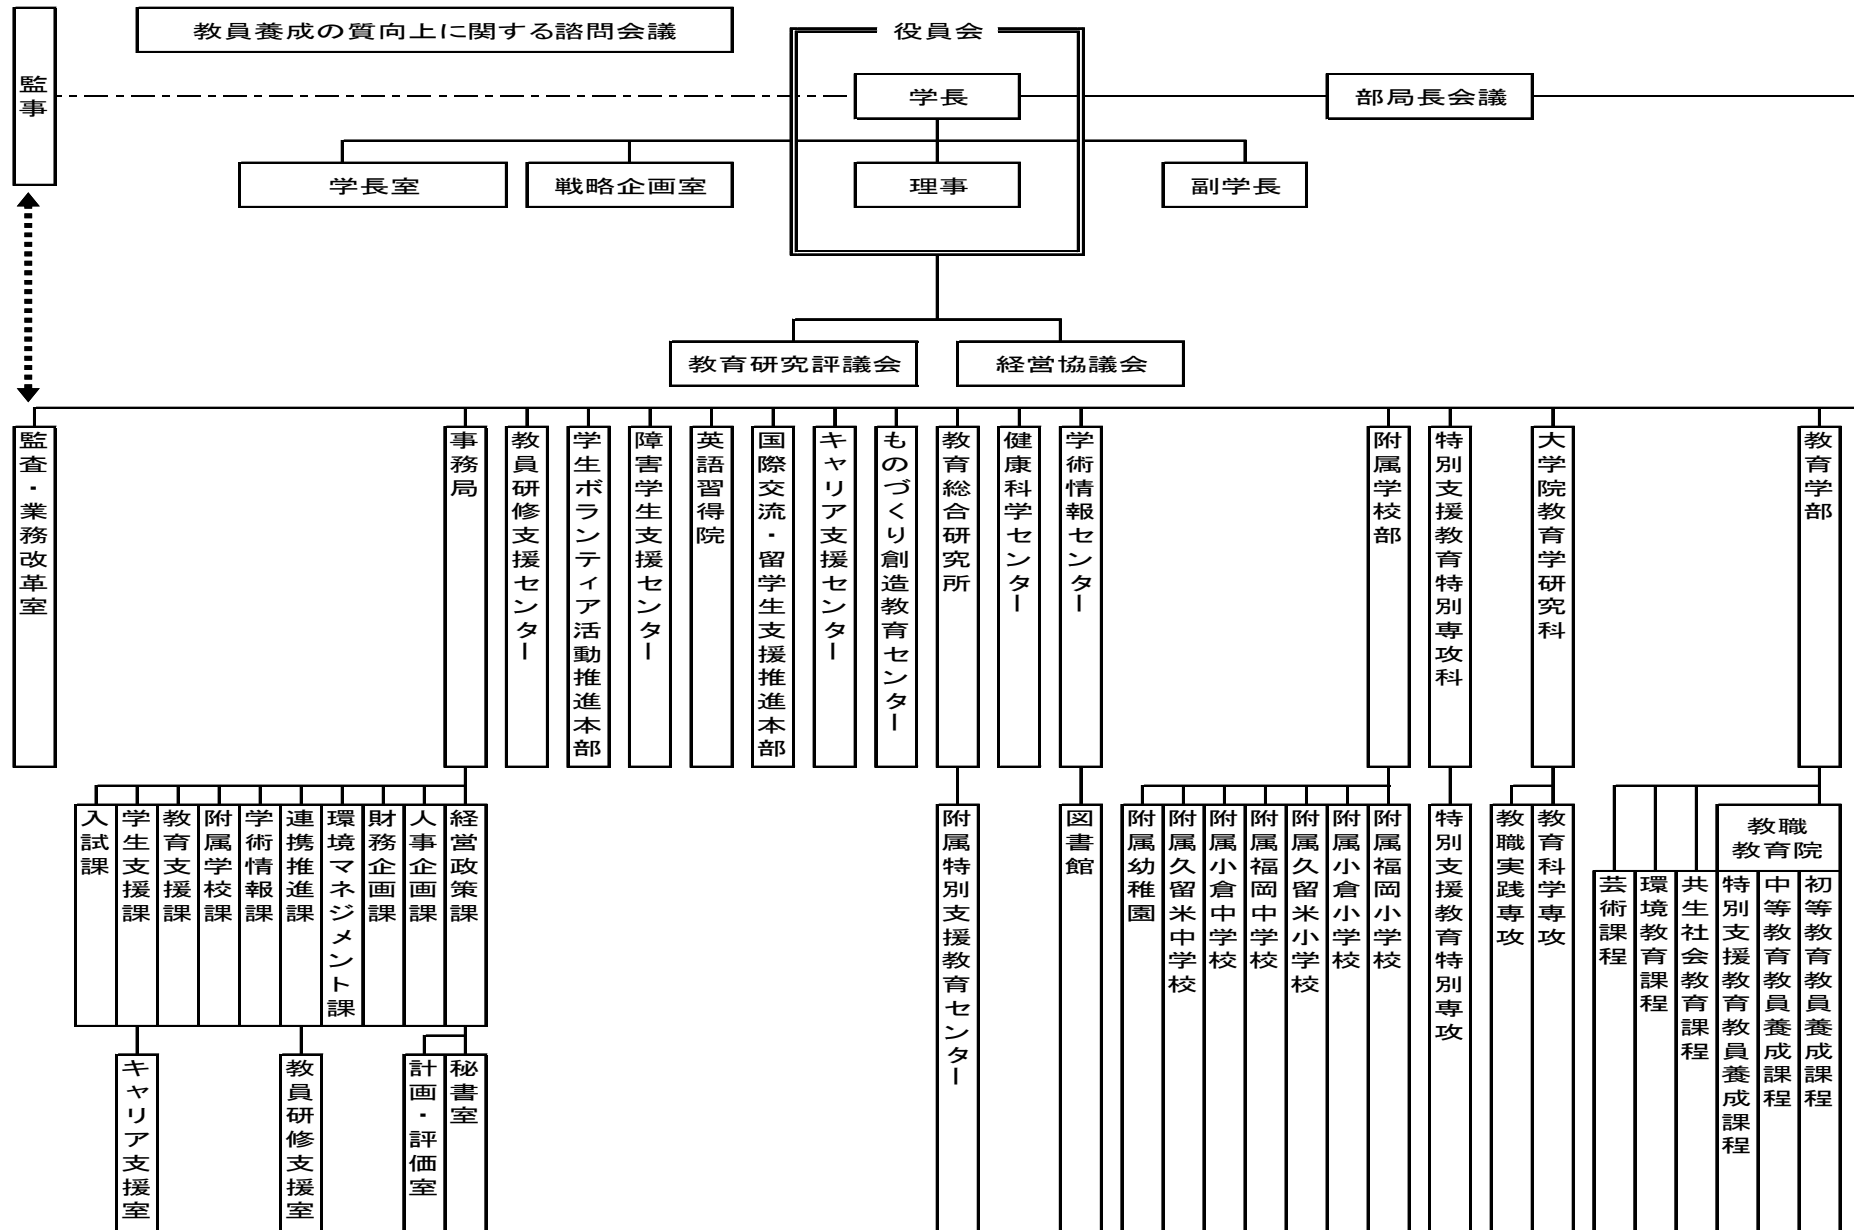 教員養成の質向上に関する諮問会議
役員会
監事
学長
部局長会議
学長室
戦略企画室
理事
副学長
教育研究評議会
経営協議会
監査・業務改革室
事務局
教員研修支援センター
学生ボランティア活動推進本部
障害学生支援センター
英語習得院
国際交流・留学生支援推進本部
キャリア支援センター
ものづくり創造教育センター
教育総合研究所
健康科学センター
学術情報センター
附属学校部
特別支援教育特別専攻科
大学院教育学研究科
教育学部
入試課
学生支援課
教育支援課
附属学校課
学術情報課
連携推進課
環境マネジメント課
財務企画課
人事企画課
経営政策課
附属特別支援教育センター
図書館
附属幼稚園
附属久留米中学校
附属小倉中学校
附属福岡中学校
附属久留米小学校
附属小倉小学校
附属福岡小学校
特別支援教育特別専攻
教職実践専攻
教育科学専攻
教職
教育院
芸術課程
環境教育課程
共生社会教育課程
特別支援教育教員養成課程
中等教育教員養成課程
初等教育教員養成課程
キャリア支援室
教員研修支援室
計画・評価室
秘書室